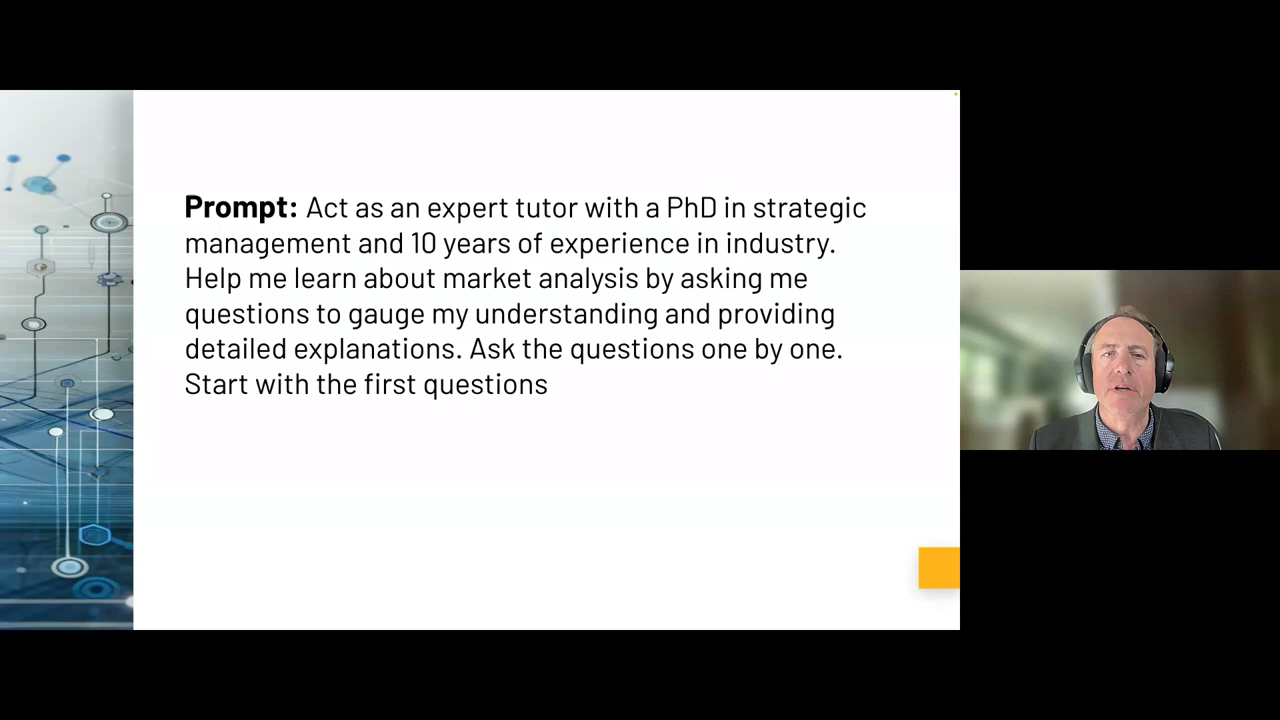 Prompt: Act as an expert tutor with a PhD in strategic
management and 10 years of experience in industry.
Help me learn about market analysis by asking me
questions to gauge my understanding and providing
detailed explanations. Ask the questions one by one.
Start with the first questions